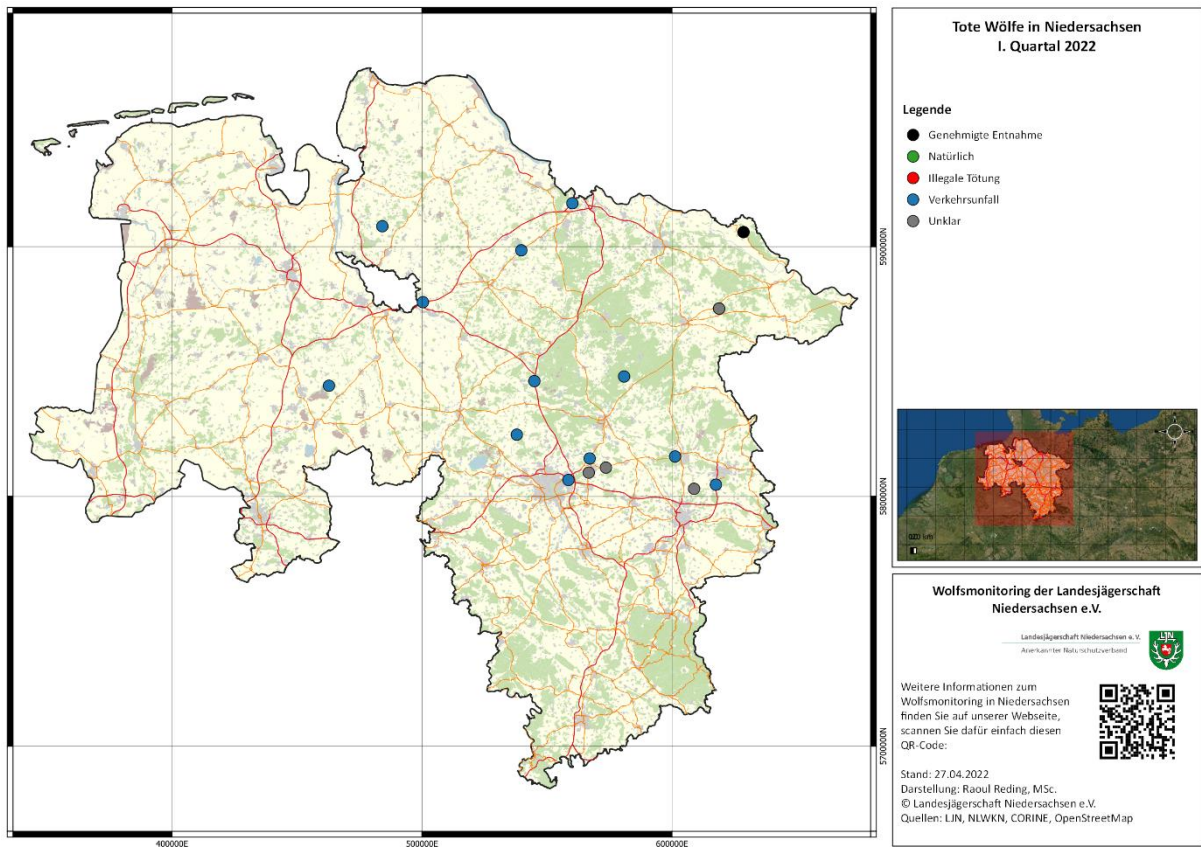 Tote Wölfe in Niedersachsen
I. Quartal 2022
Legende
Genehmigte Entnahme
Natürlich
Illegale Tötung
Verkehrsunfall
Unklar
5900000N
5800000N
5700000N
400000E
500000E
600000E
Wolfsmonitoring der Landesjägerschaft
Niedersachsen e.V.
Landesjägerschaft Niedersachsen e. V.
Anerkannter Naturschutzverband
LJN
Weitere Informationen zum
Wolfsmonitoring in Niedersachsen
finden Sie auf unserer Webseite,
scannen Sie dafür einfach diesen
QR-Code:
Stand: 27.04.2022
Darstellung: Raoul Reding, MSc.
© Landesjägerschaft Niedersachsen e.V.
Quellen: LJN, NLWKN, CORINE, OpenStreetMap